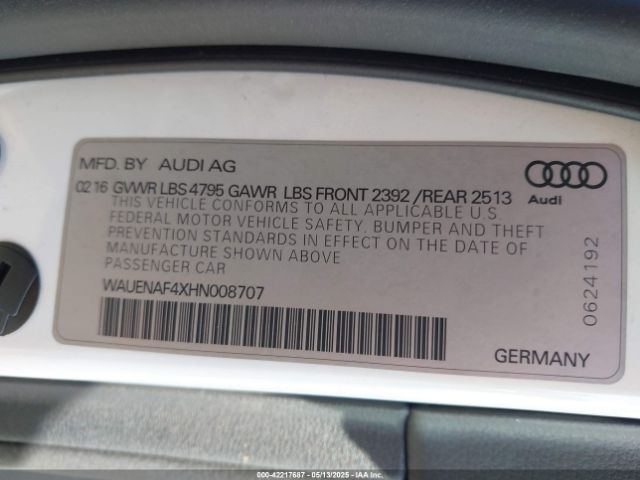 MFD. BY AUDI AG
02 16 GVWR LBS 4795 GAWR LBS FRONT 2392 /REAR 2513
THIS VEHICLE CONFORMS TO ALL APPLICABLE U.S.
FEDERAL MOTOR VEHICLE SAFETY, BUMPER AND THEFT
PREVENTION STANDARDS IN EFFECT ON THE DATE OF
MANUFACTURE SHOWN ABOVE
PASSENGER CAR
WAUENAF4XHN008707
Audi
0624192
GERMANY
000-42217687 - 05/13/2025 - IAA Inc.